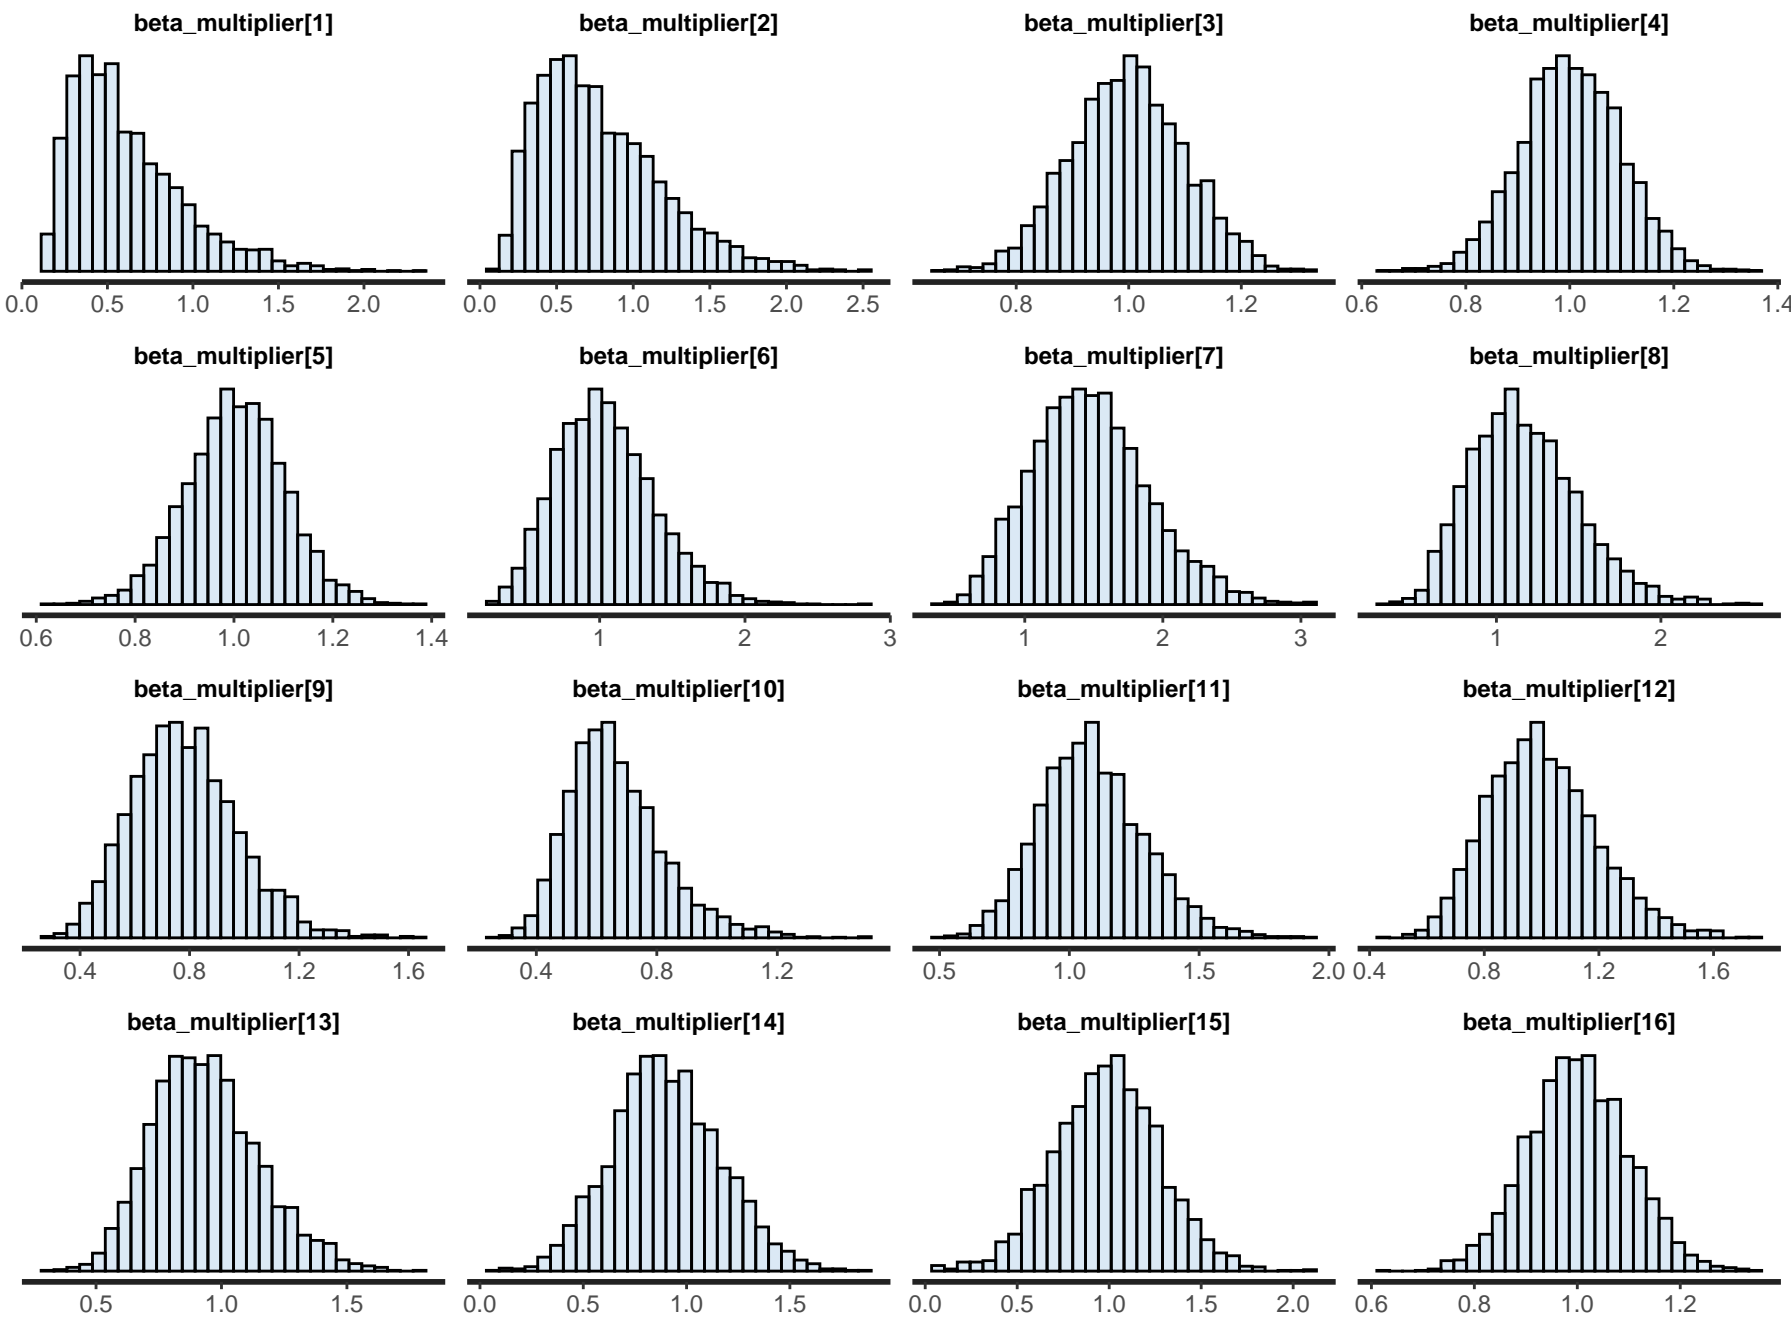 beta_multiplier[1] beta_multiplier[2] beta_multiplier[3] beta_multiplier[4]
0.0 0.5 1.0 1.5 2.0 0.0 0.5 1.0 1.5 2.0 2.5 0.8 1.0 1.2 0.6 0.8 1.0 1.2 1.4
beta_multiplier[5] beta_multiplier[6] beta_multiplier[7] beta_multiplier[8]
0.6 0.8 1.0 1.2 1.4 1 2 3 1 2 3 1 2
beta_multiplier[9] beta_multiplier[10] beta_multiplier[11] beta_multiplier[12]
0.4 0.8 1.2 1.6 0.4 0.8 1.2 0.5 1.0 1.5 2.0 0.4 0.8 1.2 1.6
beta_multiplier[13] beta_multiplier[14] beta_multiplier[15] beta_multiplier[16]
0.5 1.0 1.5 0.0 0.5 1.0 1.5 0.0 0.5 1.0 1.5 2.0 0.6 0.8 1.0 1.2